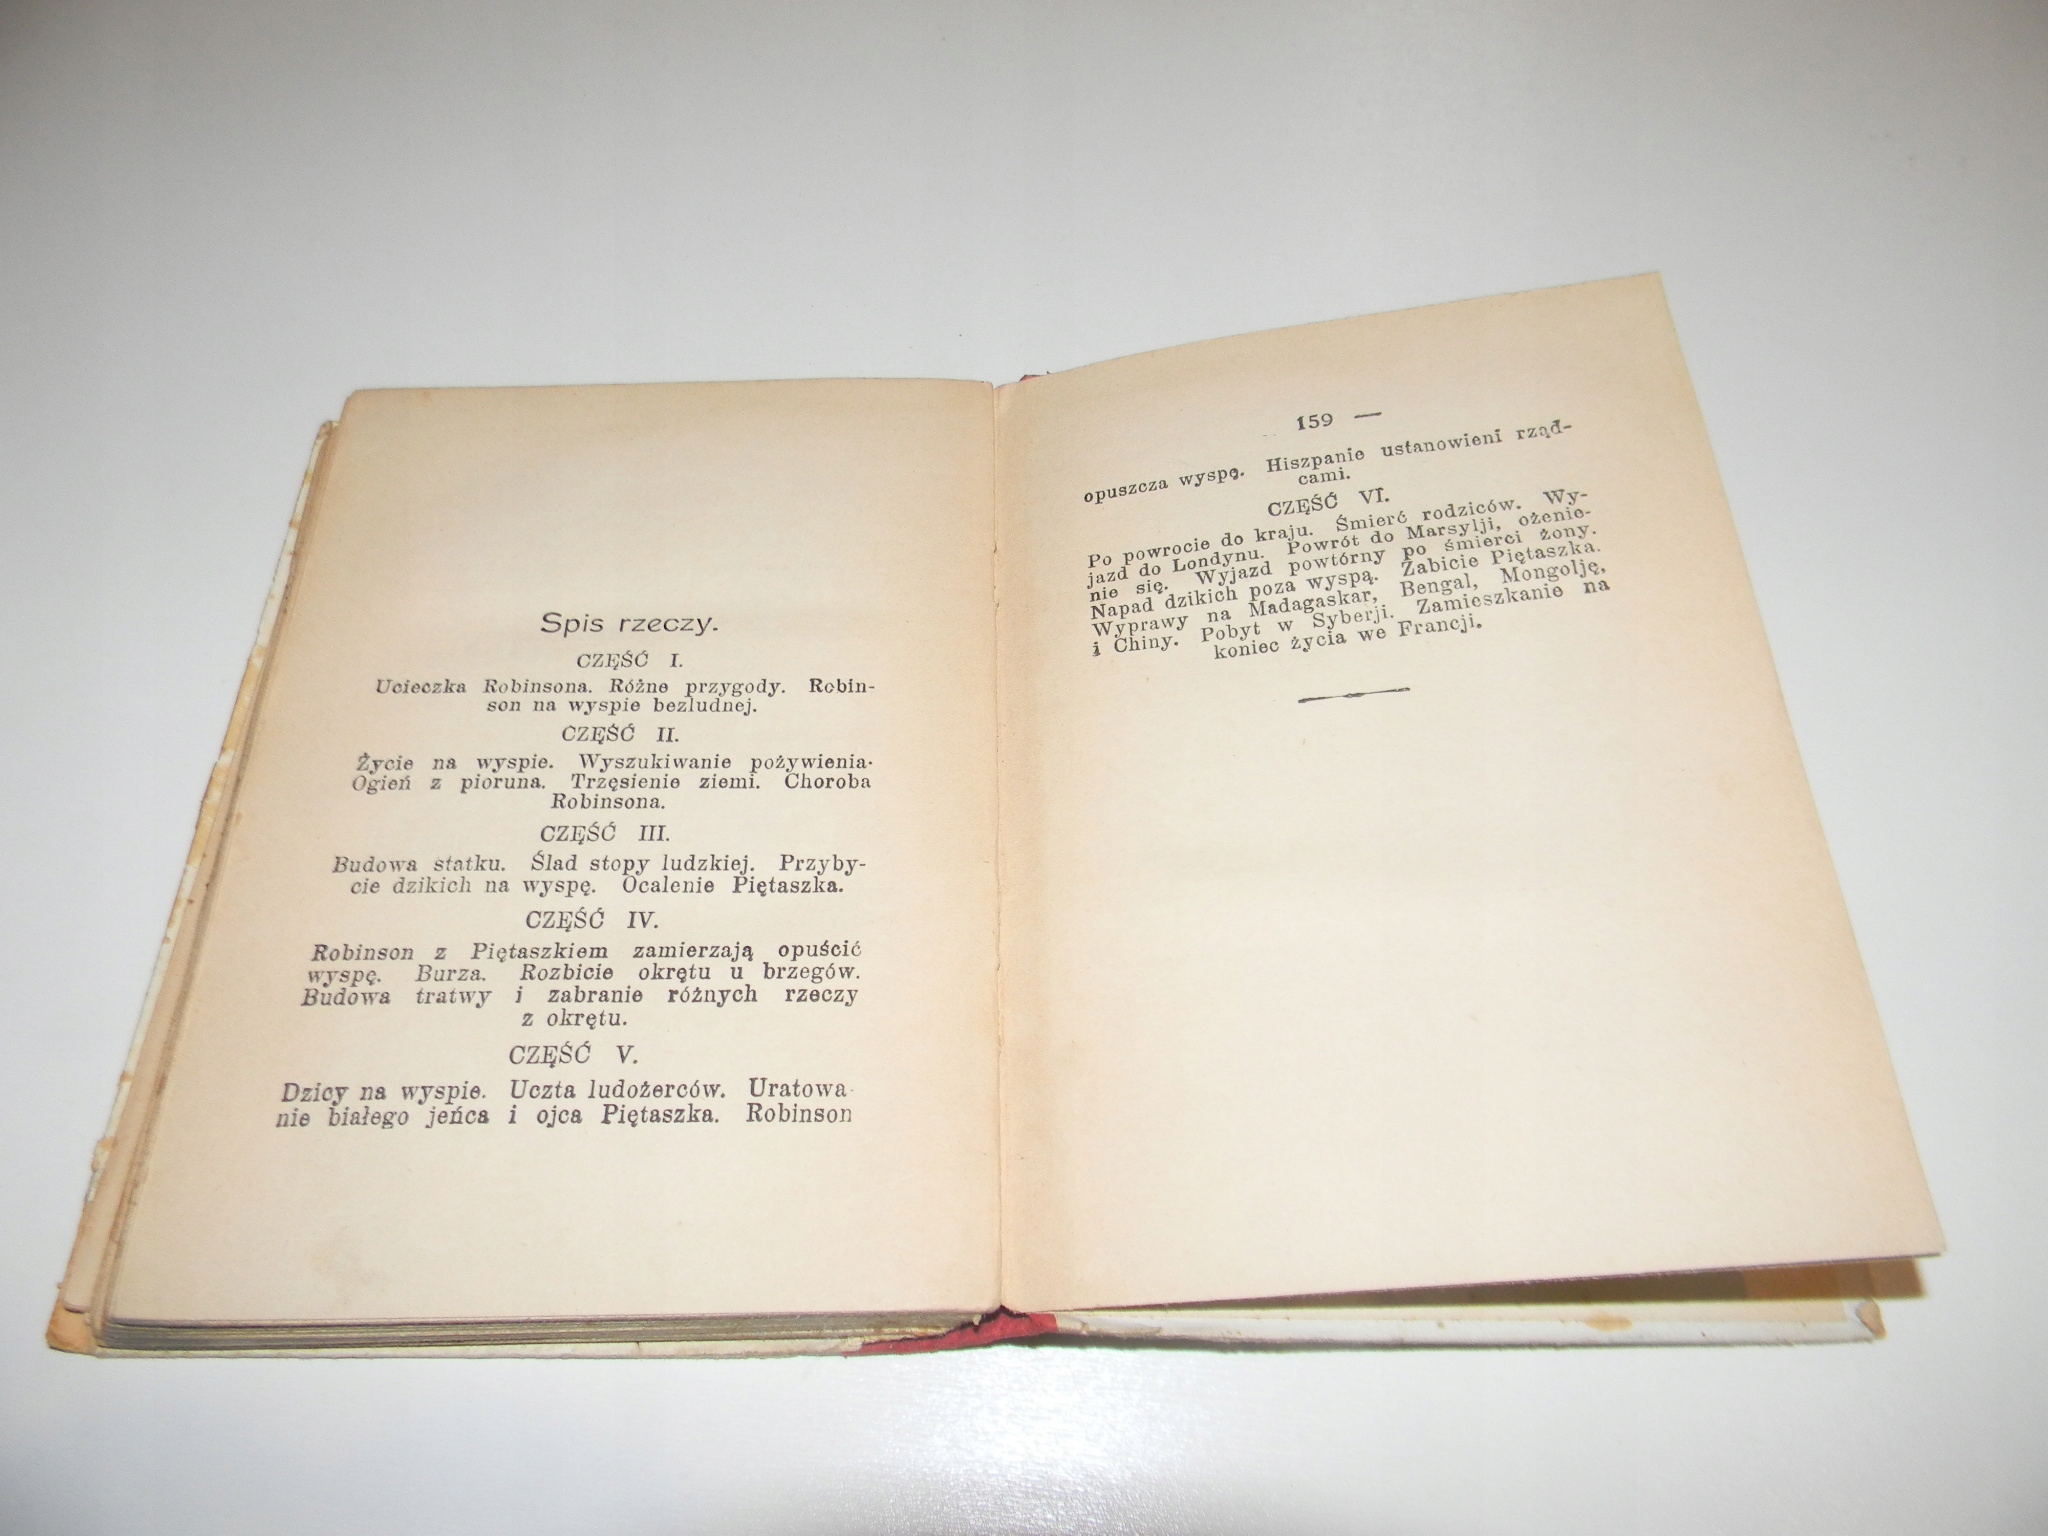 Spis rzeczy.
CZĘŚĆ I.
Ucieczka Robinsona. Różne przygody. Robin-
son na wyspie bezludnej.
CZĘŚĆ II.
Życie na wyspie. Wyszukiwanie pożywienia.
Ogień z pioruna. Trzęsienie ziemi. Choroba
Robinsona.
CZĘŚĆ III.
Budowa statku. Ślad stopy ludzkiej. Przyby-
cie dzikich na wyspę. Ocalenie Piętaszka.
CZĘŚĆ IV.
Robinson z Piętaszkiem zamierzają opuścić
wyspę. Burza. Rozbicie okrętu u brzegów.
Budowa tratwy i zabranie różnych rzeczy
z okrętu.
CZĘŚĆ V.
Dzicy na wyspie. Uczta ludożerców. Uratowa-
nie białego jeńca i ojca Piętaszka. Robinson
159 —
opuszcza wyspę. Hiszpanie ustanowieni rząd-
cami.
CZĘŚĆ VI.
Po powrocie do kraju. Śmierć rodziców. Wy-
jazd do Londynu. Powrót do Marsylji, ożenie-
nie się. Wyjazd powtórny po śmierci żony.
Napad dzikich poza wyspą. Zabicie Piętaszka.
Wyprawy na Madagaskar, Bengal, Mongolję,
i Chiny. Pobyt w Syberji. Zamieszkanie na
koniec życia we Francji.